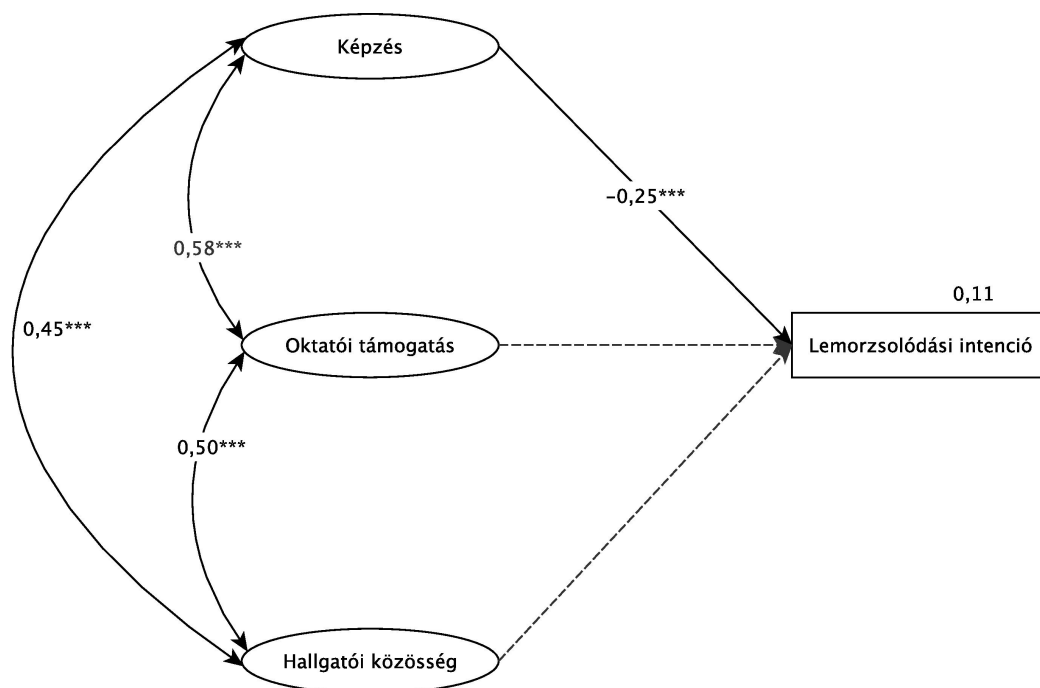 Képzés
-0,25***
0,58***
0,11
0,45***
Oktatói támogatás
Lemorzsolódási intenció
0,50***
Hallgatói közösség